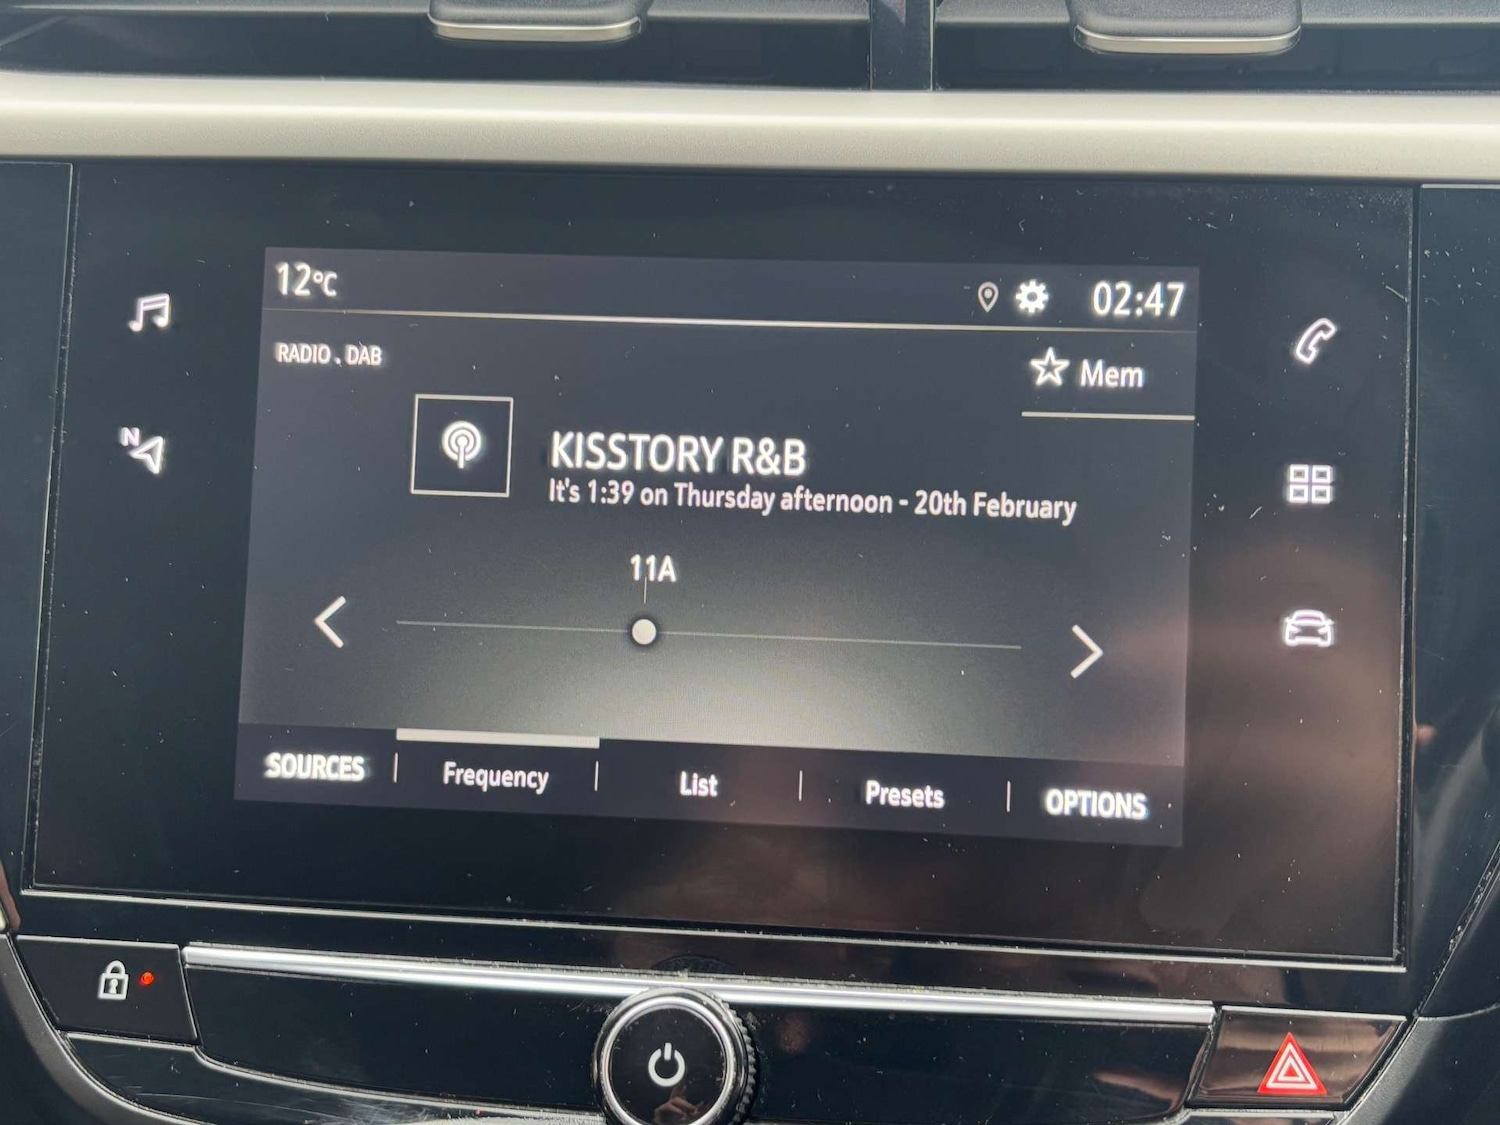 12°C 02:47
RADIO . DAB
Mem
KISSTORY R&B
It's 1:39 on Thursday afternoon - 20th February
11A
N
SOURCES Frequency List Presets OPTIONS